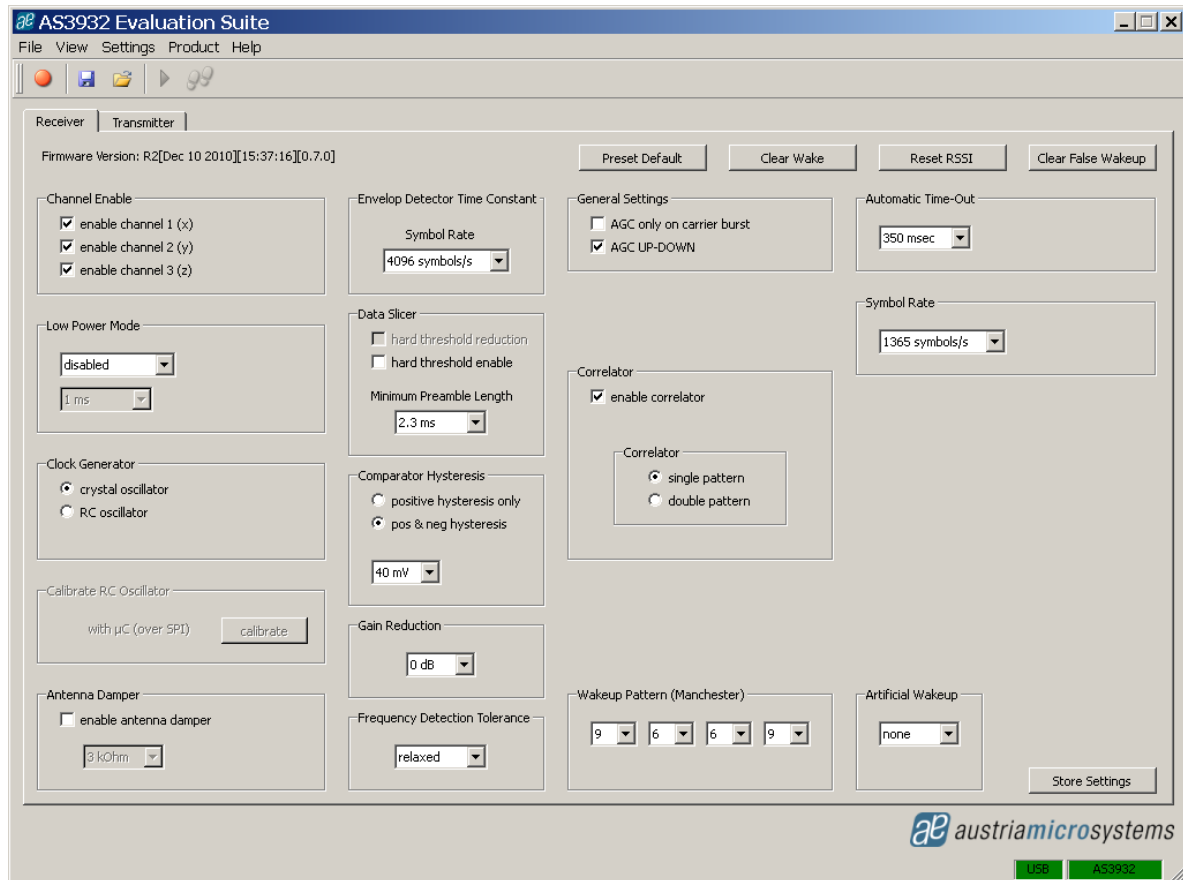 AS3932 Evaluation Suite
File View Settings Product Help
Receiver Transmitter
Firmware Version: R2[Dec 10 2010][15:37:16][0.7.0]
Preset Default
Clear Wake
Reset RSSI
Clear False Wakeup
Channel Enable
enable channel 1 (x)
enable channel 2 (y)
enable channel 3 (z)
Low Power Mode
disabled
1 ms
Clock Generator
crystal oscillator
RC oscillator
Calibrate RC Oscillator
with µC (over SPI)
calibrate
Antenna Damper
enable antenna damper
3 kOhm
Envelop Detector Time Constant
Symbol Rate
4096 symbols/s
Data Slicer
hard threshold reduction
hard threshold enable
Minimum Preamble Length
2.3 ms
Comparator Hysteresis
positive hysteresis only
pos & neg hysteresis
40 mV
Gain Reduction
0 dB
Frequency Detection Tolerance
relaxed
General Settings
AGC only on carrier burst
AGC UP-DOWN
Correlator
enable correlator
Correlator
single pattern
double pattern
Wakeup Pattern (Manchester)
9 6 6 9
Automatic Time-Out
350 msec
Symbol Rate
1365 symbols/s
Artificial Wakeup
none
Store Settings
austriamicrosystems
USB AS3932